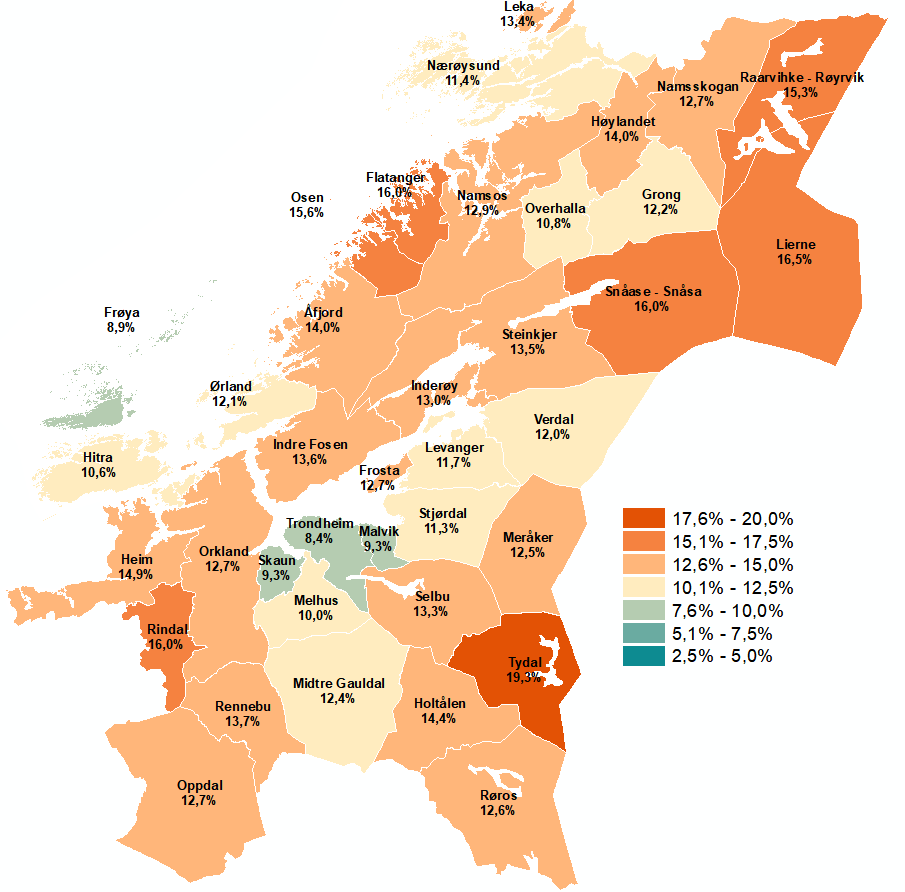 Leka
13,4%
Nærøysund
11,4%
Namsskogan
12,7%
Raarvihke - Røyrvik
15,3%
Høylandet
14,0%
Flatanger
16,0%
Osen
15,6%
Namsos
12,9%
Overhalla
10,8%
Grong
12,2%
Lierne
16,5%
Snåase - Snåsa
16,0%
Frøya
8,9%
Åfjord
14,0%
Steinkjer
13,5%
Ørland
12,1%
Inderøy
13,0%
Verdal
12,0%
Hitra
10,6%
Indre Fosen
13,6%
Levanger
11,7%
Frosta
12,7%
Stjørdal
11,3%
Trondheim
8,4%
Malvik
9,3%
Meråker
12,5%
Heim
14,9%
Orkland
12,7%
Skaun
9,3%
Melhus
10,0%
Selbu
13,3%
Rindal
16,0%
Tydal
19,3%
Midtre Gauldal
12,4%
Rennebu
13,7%
Holtålen
14,4%
Oppdal
12,7%
Røros
12,6%
17,6% - 20,0%
15,1% - 17,5%
12,6% - 15,0%
10,1% - 12,5%
7,6% - 10,0%
5,1% - 7,5%
2,5% - 5,0%